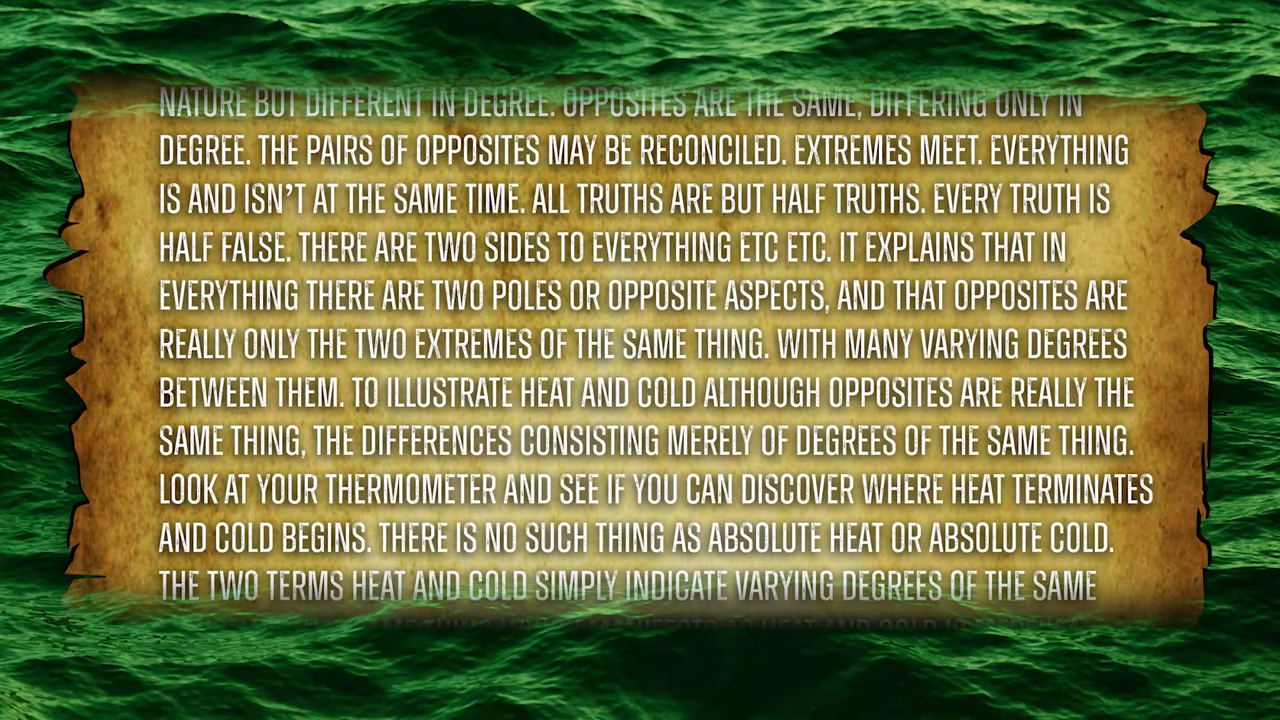 NATURE BUT DIFFERENT IN DEGREE. OPPOSITES ARE THE SAME, DIFFERING ONLY IN
DEGREE. THE PAIRS OF OPPOSITES MAY BE RECONCILED. EXTREMES MEET. EVERYTHING
IS AND ISN'T AT THE SAME TIME. ALL TRUTHS ARE BUT HALF TRUTHS. EVERY TRUTH IS
HALF FALSE. THERE ARE TWO SIDES TO EVERYTHING ETC ETC. IT EXPLAINS THAT IN
EVERYTHING THERE ARE TWO POLES OR OPPOSITE ASPECTS, AND THAT OPPOSITES ARE
REALLY ONLY THE TWO EXTREMES OF THE SAME THING. WITH MANY VARYING DEGREES
BETWEEN THEM. TO ILLUSTRATE HEAT AND COLD ALTHOUGH OPPOSITES ARE REALLY THE
SAME THING, THE DIFFERENCES CONSISTING MERELY OF DEGREES OF THE SAME THING.
LOOK AT YOUR THERMOMETER AND SEE IF YOU CAN DISCOVER WHERE HEAT TERMINATES
AND COLD BEGINS. THERE IS NO SUCH THING AS ABSOLUTE HEAT OR ABSOLUTE COLD.
THE TWO TERMS HEAT AND COLD SIMPLY INDICATE VARYING DEGREES OF THE SAME